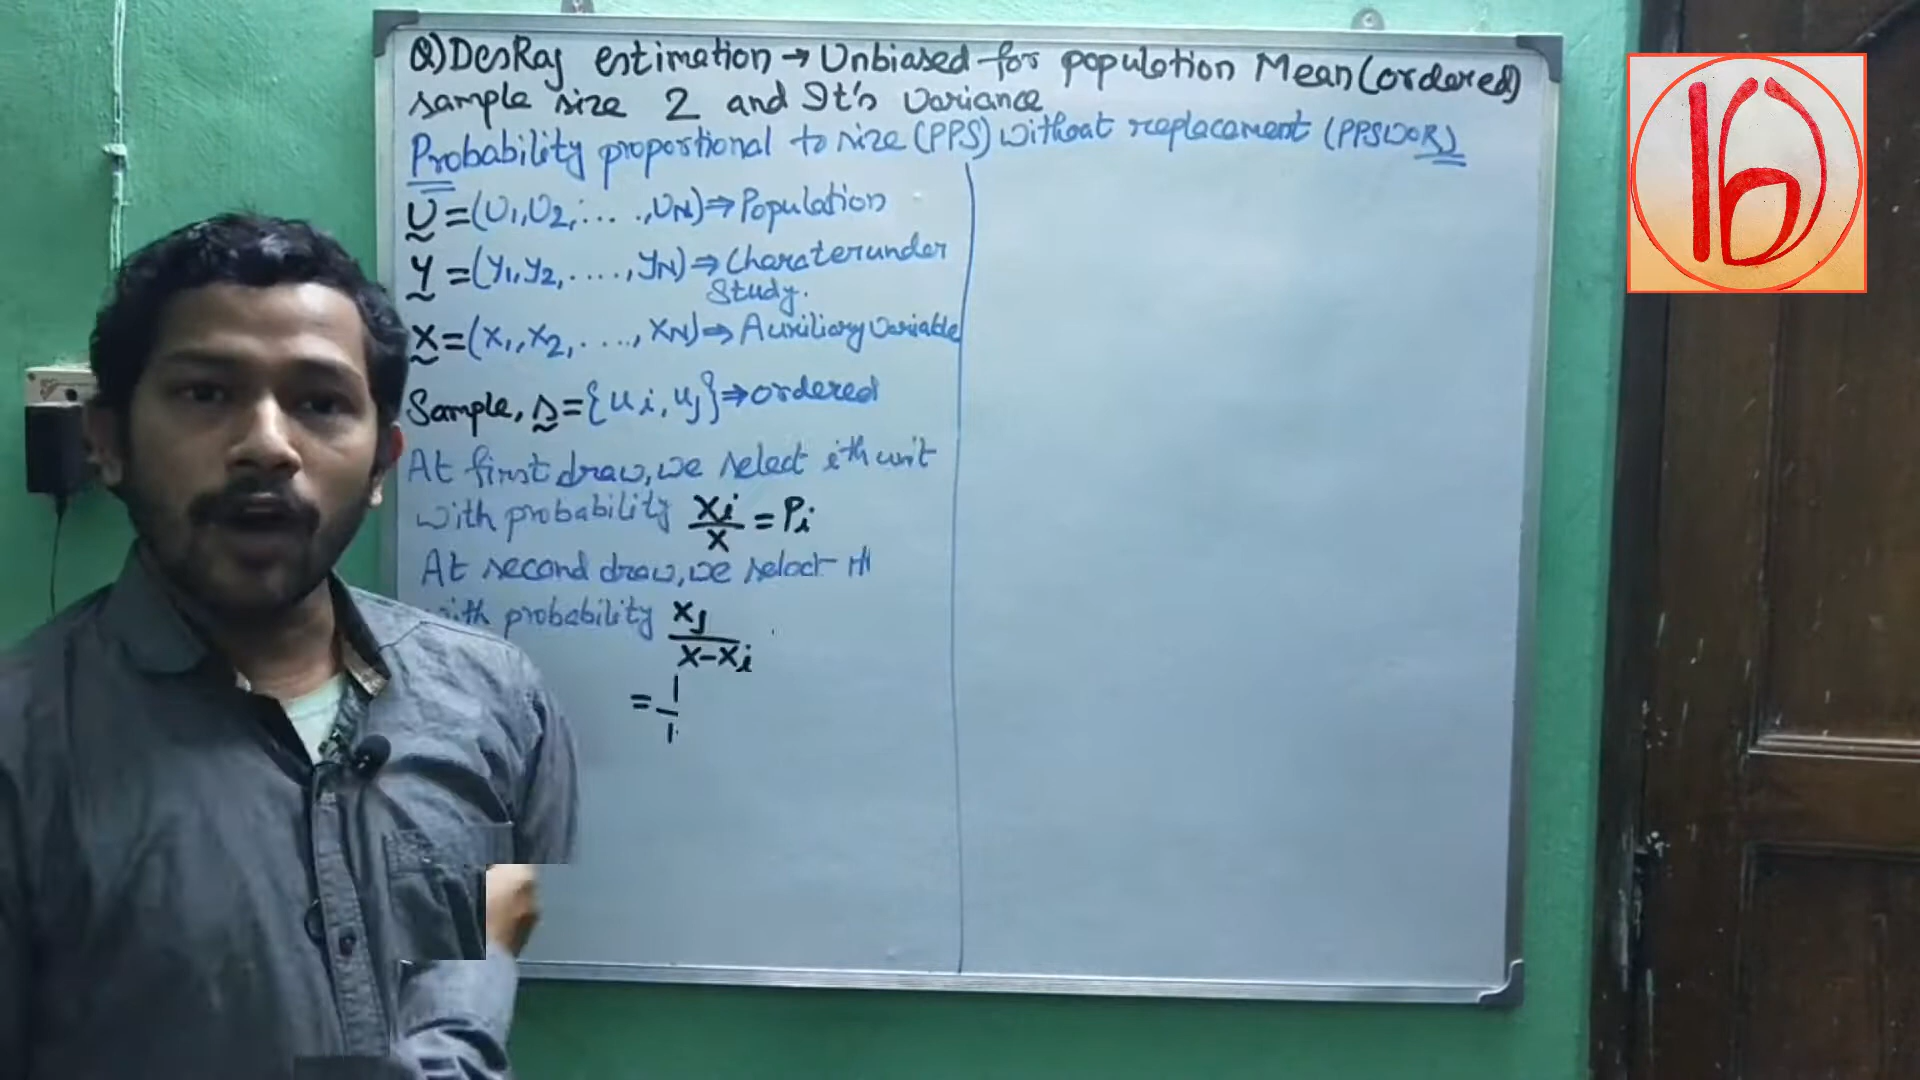 Q) DesRaj estimation → Unbiased for population Mean (ordered)
sample size 2 and It's Variance
Probability proportional to size (PPS) without replacement (PPSWOR)
U = (U1, U2, ...., UN) ⇒ Population
Y = (Y1, Y2, ....., YN) ⇒ Charater under
study.
X = (X1, X2, ...., XN) ⇒ Auxiliary Variable
Sample, s = {ui, uj} ⇒ ordered
At first draw, we select ith unit
with probability Xi/X = Pi
At second draw, we select
with probability Xj/(X-Xi)
=